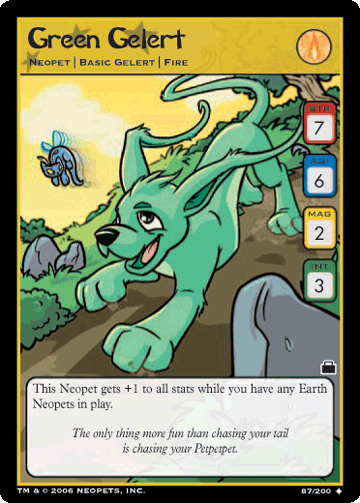 Green Gelert
NEOPET | BASIC GELERT | FIRE
STR
7
AGI
6
MAG
2
INT
3
This Neopet gets +1 to all stats while you have any Earth
Neopets in play.
The only thing more fun than chasing your tail
is chasing your Petpetpet.
TM & © 2006 NEOPETS, INC. 87/200